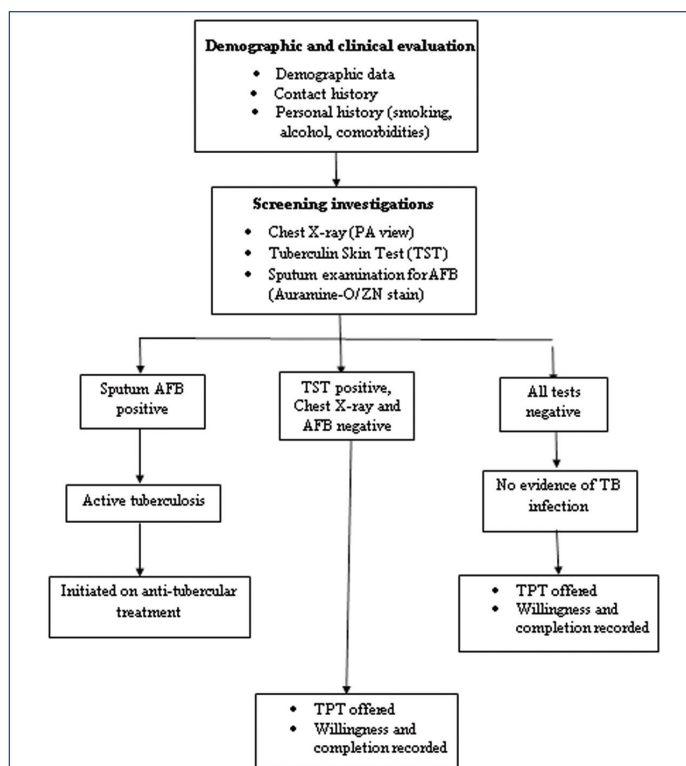 Demographic and clinical evaluation
• Demographic data
• Contact history
• Personal history (smoking,
alcohol, comorbidities)
Screening investigations
• Chest X-ray (PA view)
• Tuberculin Skin Test (TST)
• Sputum examination for AFB
(Auramine-O/ZN stain)
Sputum AFB
positive
TST positive,
Chest X-ray and
AFB negative
All tests
negative
Active tuberculosis
No evidence of TB
infection
Initiated on anti-tubercular
treatment
• TPT offered
• Willingness and
completion recorded
• TPT offered
• Willingness and
completion recorded